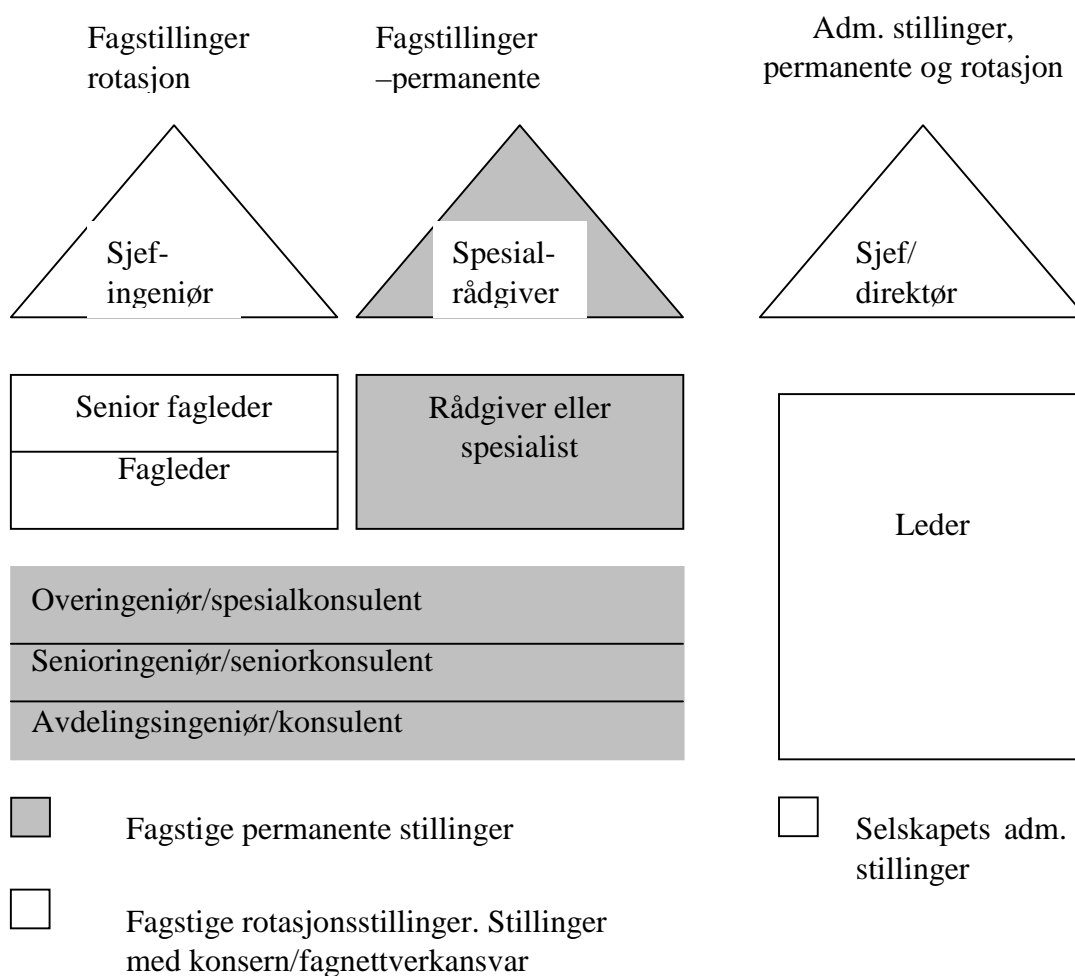 Fagstillinger
rotasjon
Fagstillinger
–permanente
Adm. stillinger,
permanente og rotasjon
Sjef-
ingeniør
Spesial-
rådgiver
Sjef/
direktør
Senior fagleder
Fagleder
Rådgiver eller
spesialist
Leder
Overingeniør/spesialkonsulent
Senioringeniør/seniorkonsulent
Avdelingsingeniør/konsulent
Fagstige permanente stillinger
Fagstige rotasjonsstillinger. Stillinger
med konsern/fagnettverkansvar
Selskapets adm.
stillinger